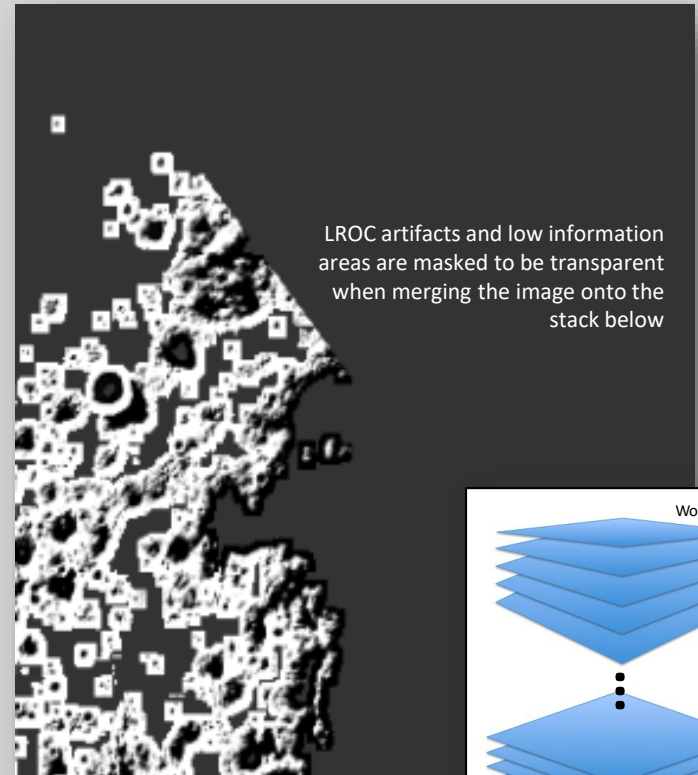 LROC artifacts and low information
areas are masked to be transparent
when merging the image onto the
stack below